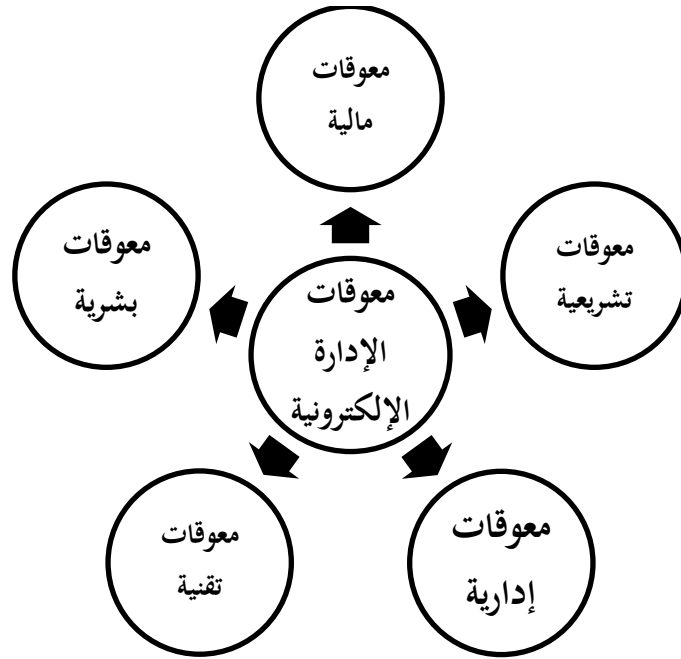 معوقات
مالية
معوقات
تشريعية
معوقات
بشرية
معوقات
الإدارة
الإلكترونية
معوقات
إدارية
معوقات
تقنية